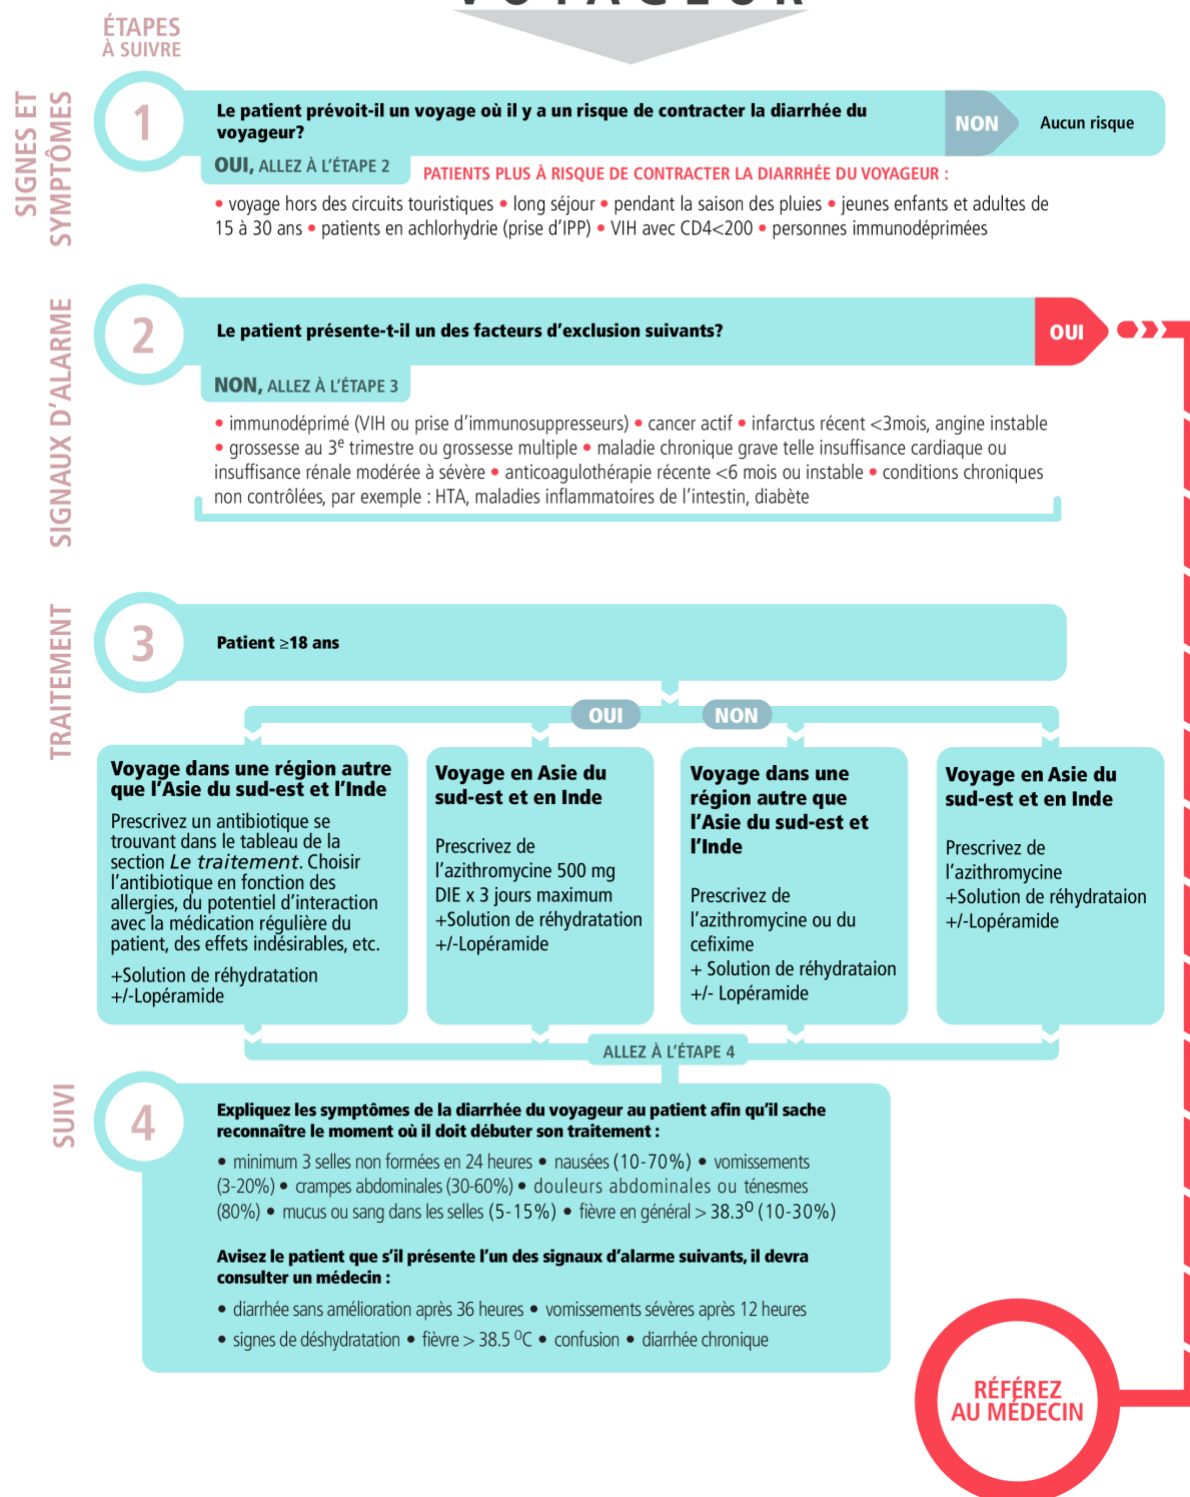 VOYAGEUR
ÉTAPES
À SUIVRE
SIGNES ET
SYMPTÔMES
1
Le patient prévoit-il un voyage où il y a un risque de contracter la diarrhée du
voyageur?
NON
Aucun risque
OUI, ALLEZ À L'ÉTAPE 2
PATIENTS PLUS À RISQUE DE CONTRACTER LA DIARRHÉE DU VOYAGEUR :
• voyage hors des circuits touristiques • long séjour • pendant la saison des pluies • jeunes enfants et adultes de
15 à 30 ans • patients en achlorhydrie (prise d'IPP) • VIH avec CD4<200 • personnes immunodéprimées
SIGNAUX D'ALARME
2
Le patient présente-t-il un des facteurs d'exclusion suivants?
OUI
NON, ALLEZ À L'ÉTAPE 3
• immunodéprimé (VIH ou prise d'immunosuppresseurs) • cancer actif • infarctus récent <3mois, angine instable
• grossesse au 3e trimestre ou grossesse multiple • maladie chronique grave telle insuffisance cardiaque ou
insuffisance rénale modérée à sévère • anticoagulothérapie récente <6 mois ou instable • conditions chroniques
non contrôlées, par exemple : HTA, maladies inflammatoires de l'intestin, diabète
TRAITEMENT
3
Patient ≥18 ans
OUI
NON
Voyage dans une région autre
que l'Asie du sud-est et l'Inde
Prescrivez un antibiotique se
trouvant dans le tableau de la
section Le traitement. Choisir
l'antibiotique en fonction des
allergies, du potentiel d'interaction
avec la médication régulière du
patient, des effets indésirables, etc.
+Solution de réhydratation
+/-Lopéramide
Voyage en Asie du
sud-est et en Inde
Prescrivez de
l'azithromycine 500 mg
DIE x 3 jours maximum
+Solution de réhydratation
+/-Lopéramide
Voyage dans une
région autre que
l'Asie du sud-est et
l'Inde
Prescrivez de
l'azithromycine ou du
cefixime
+ Solution de réhydrataion
+/- Lopéramide
Voyage en Asie du
sud-est et en Inde
Prescrivez de
l'azithromycine
+Solution de réhydrataion
+/-Lopéramide
ALLEZ À L'ÉTAPE 4
SUIVI
4
Expliquez les symptômes de la diarrhée du voyageur au patient afin qu'il sache
reconnaître le moment où il doit débuter son traitement :
• minimum 3 selles non formées en 24 heures • nausées (10-70%) • vomissements
(3-20%) • crampes abdominales (30-60%) • douleurs abdominales ou ténesmes
(80%) • mucus ou sang dans les selles (5-15%) • fièvre en général > 38.3º (10-30%)
Avisez le patient que s'il présente l'un des signaux d'alarme suivants, il devra
consulter un médecin :
• diarrhée sans amélioration après 36 heures • vomissements sévères après 12 heures
• signes de déshydratation • fièvre > 38.5 ºC • confusion • diarrhée chronique
RÉFÉREZ
AU MÉDECIN